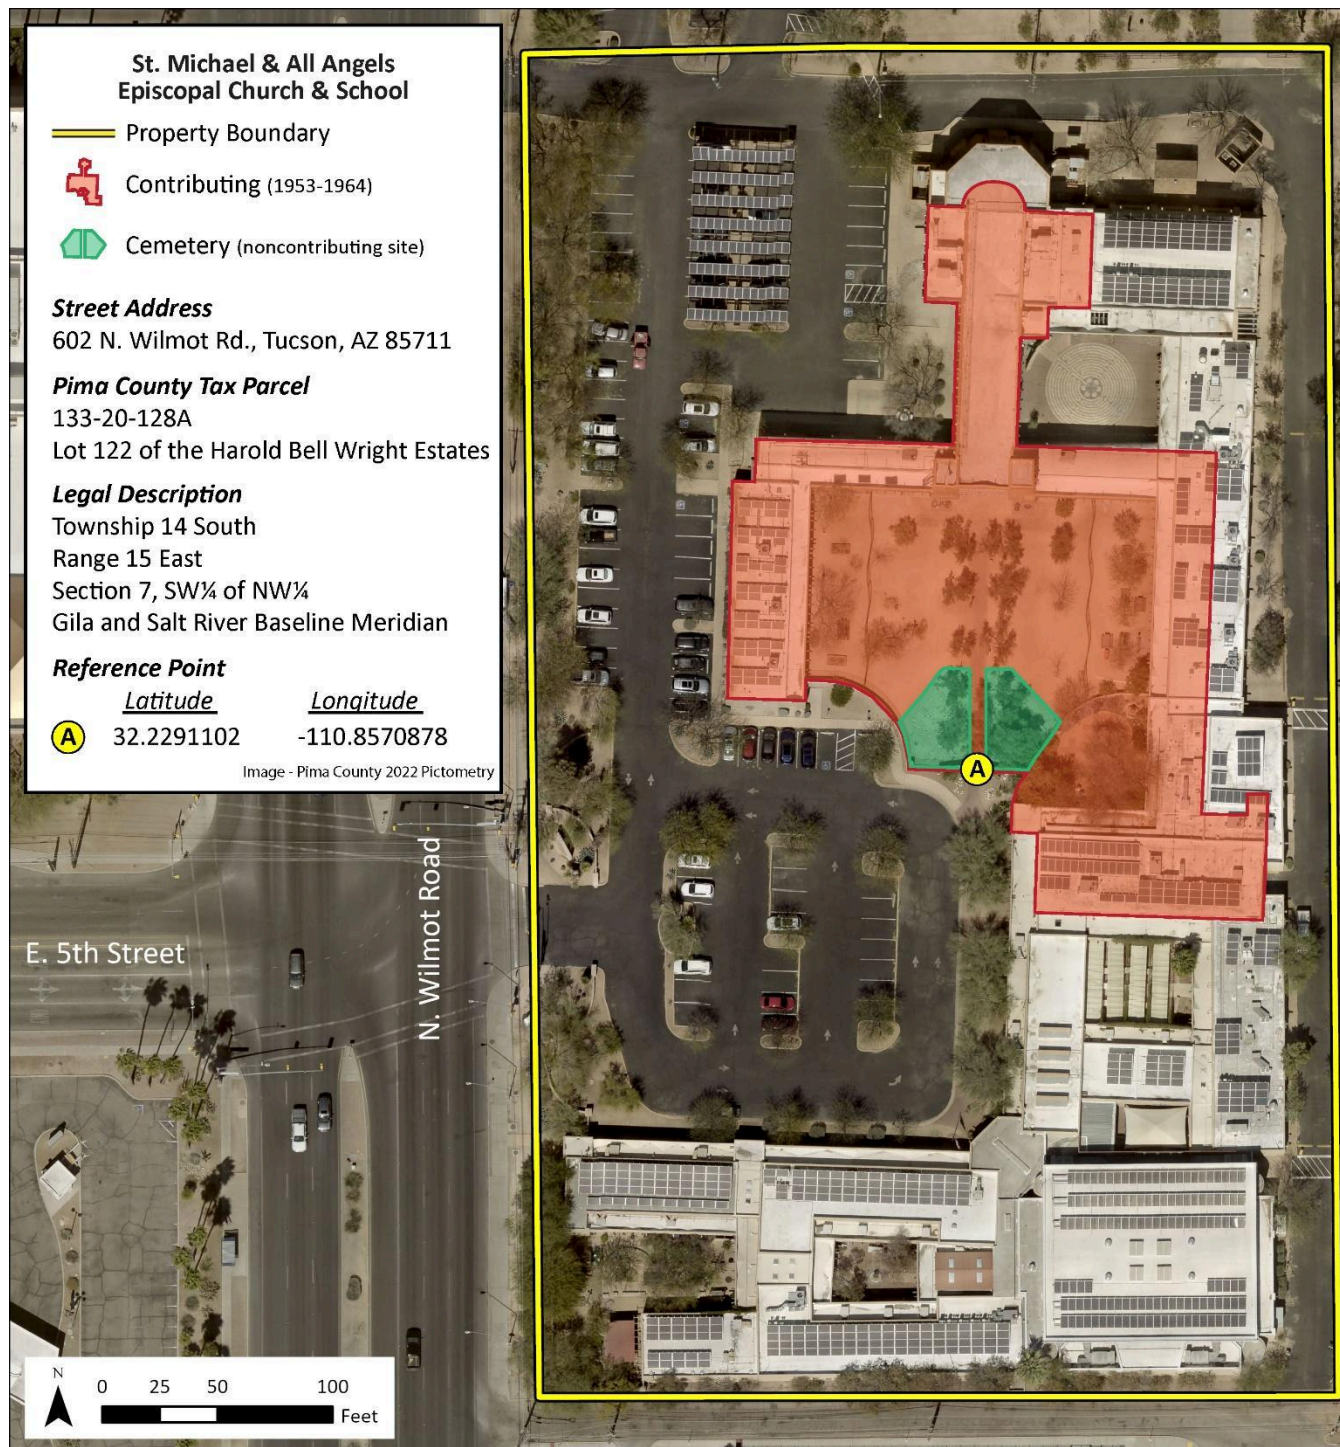 St. Michael & All Angels
Episcopal Church & School
Property Boundary
Contributing (1953-1964)
Cemetery (noncontributing site)
Street Address
602 N. Wilmot Rd., Tucson, AZ 85711
Pima County Tax Parcel
133-20-128A
Lot 122 of the Harold Bell Wright Estates
Legal Description
Township 14 South
Range 15 East
Section 7, SW¼ of NW¼
Gila and Salt River Baseline Meridian
Reference Point
Latitude Longitude
A 32.2291102 -110.8570878
Image - Pima County 2022 Pictometry
A
N. Wilmot Road
E. 5th Street
N
0 25 50 100
Feet